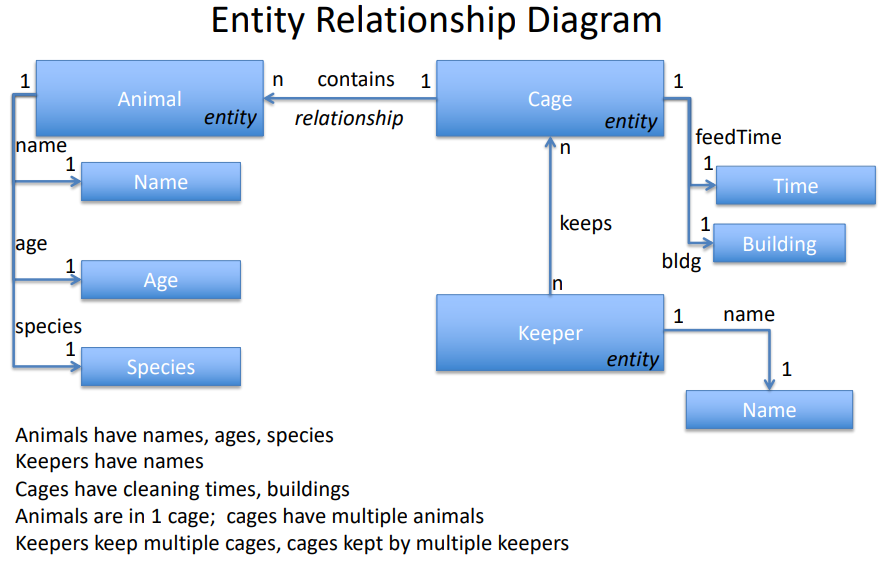 Entity Relationship Diagram
1
Animal
entity
n
contains
1
relationship
Cage
entity
1
name
1
Name
feedTime
1
Time
n
age
1
Age
keeps
1
Building
bldg
n
species
1
Species
Keeper
entity
1
name
1
Name
Animals have names, ages, species
Keepers have names
Cages have cleaning times, buildings
Animals are in 1 cage;  cages have multiple animals
Keepers keep multiple cages, cages kept by multiple keepers